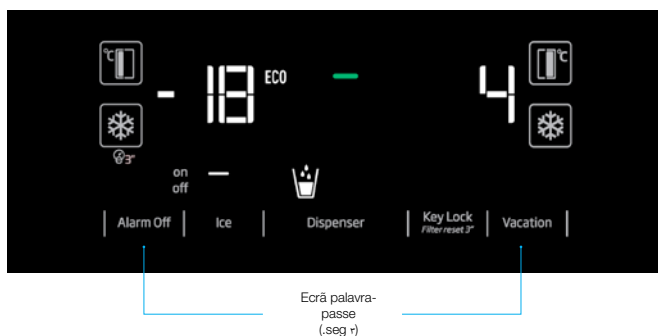 °C
°C
- 18 ECO
4
3"
on
off
Alarm Off
Ice
Dispenser
Key Lock
Filter reset 3"
Vacation
Ecrã palavra-
passe
(.seg ٣)